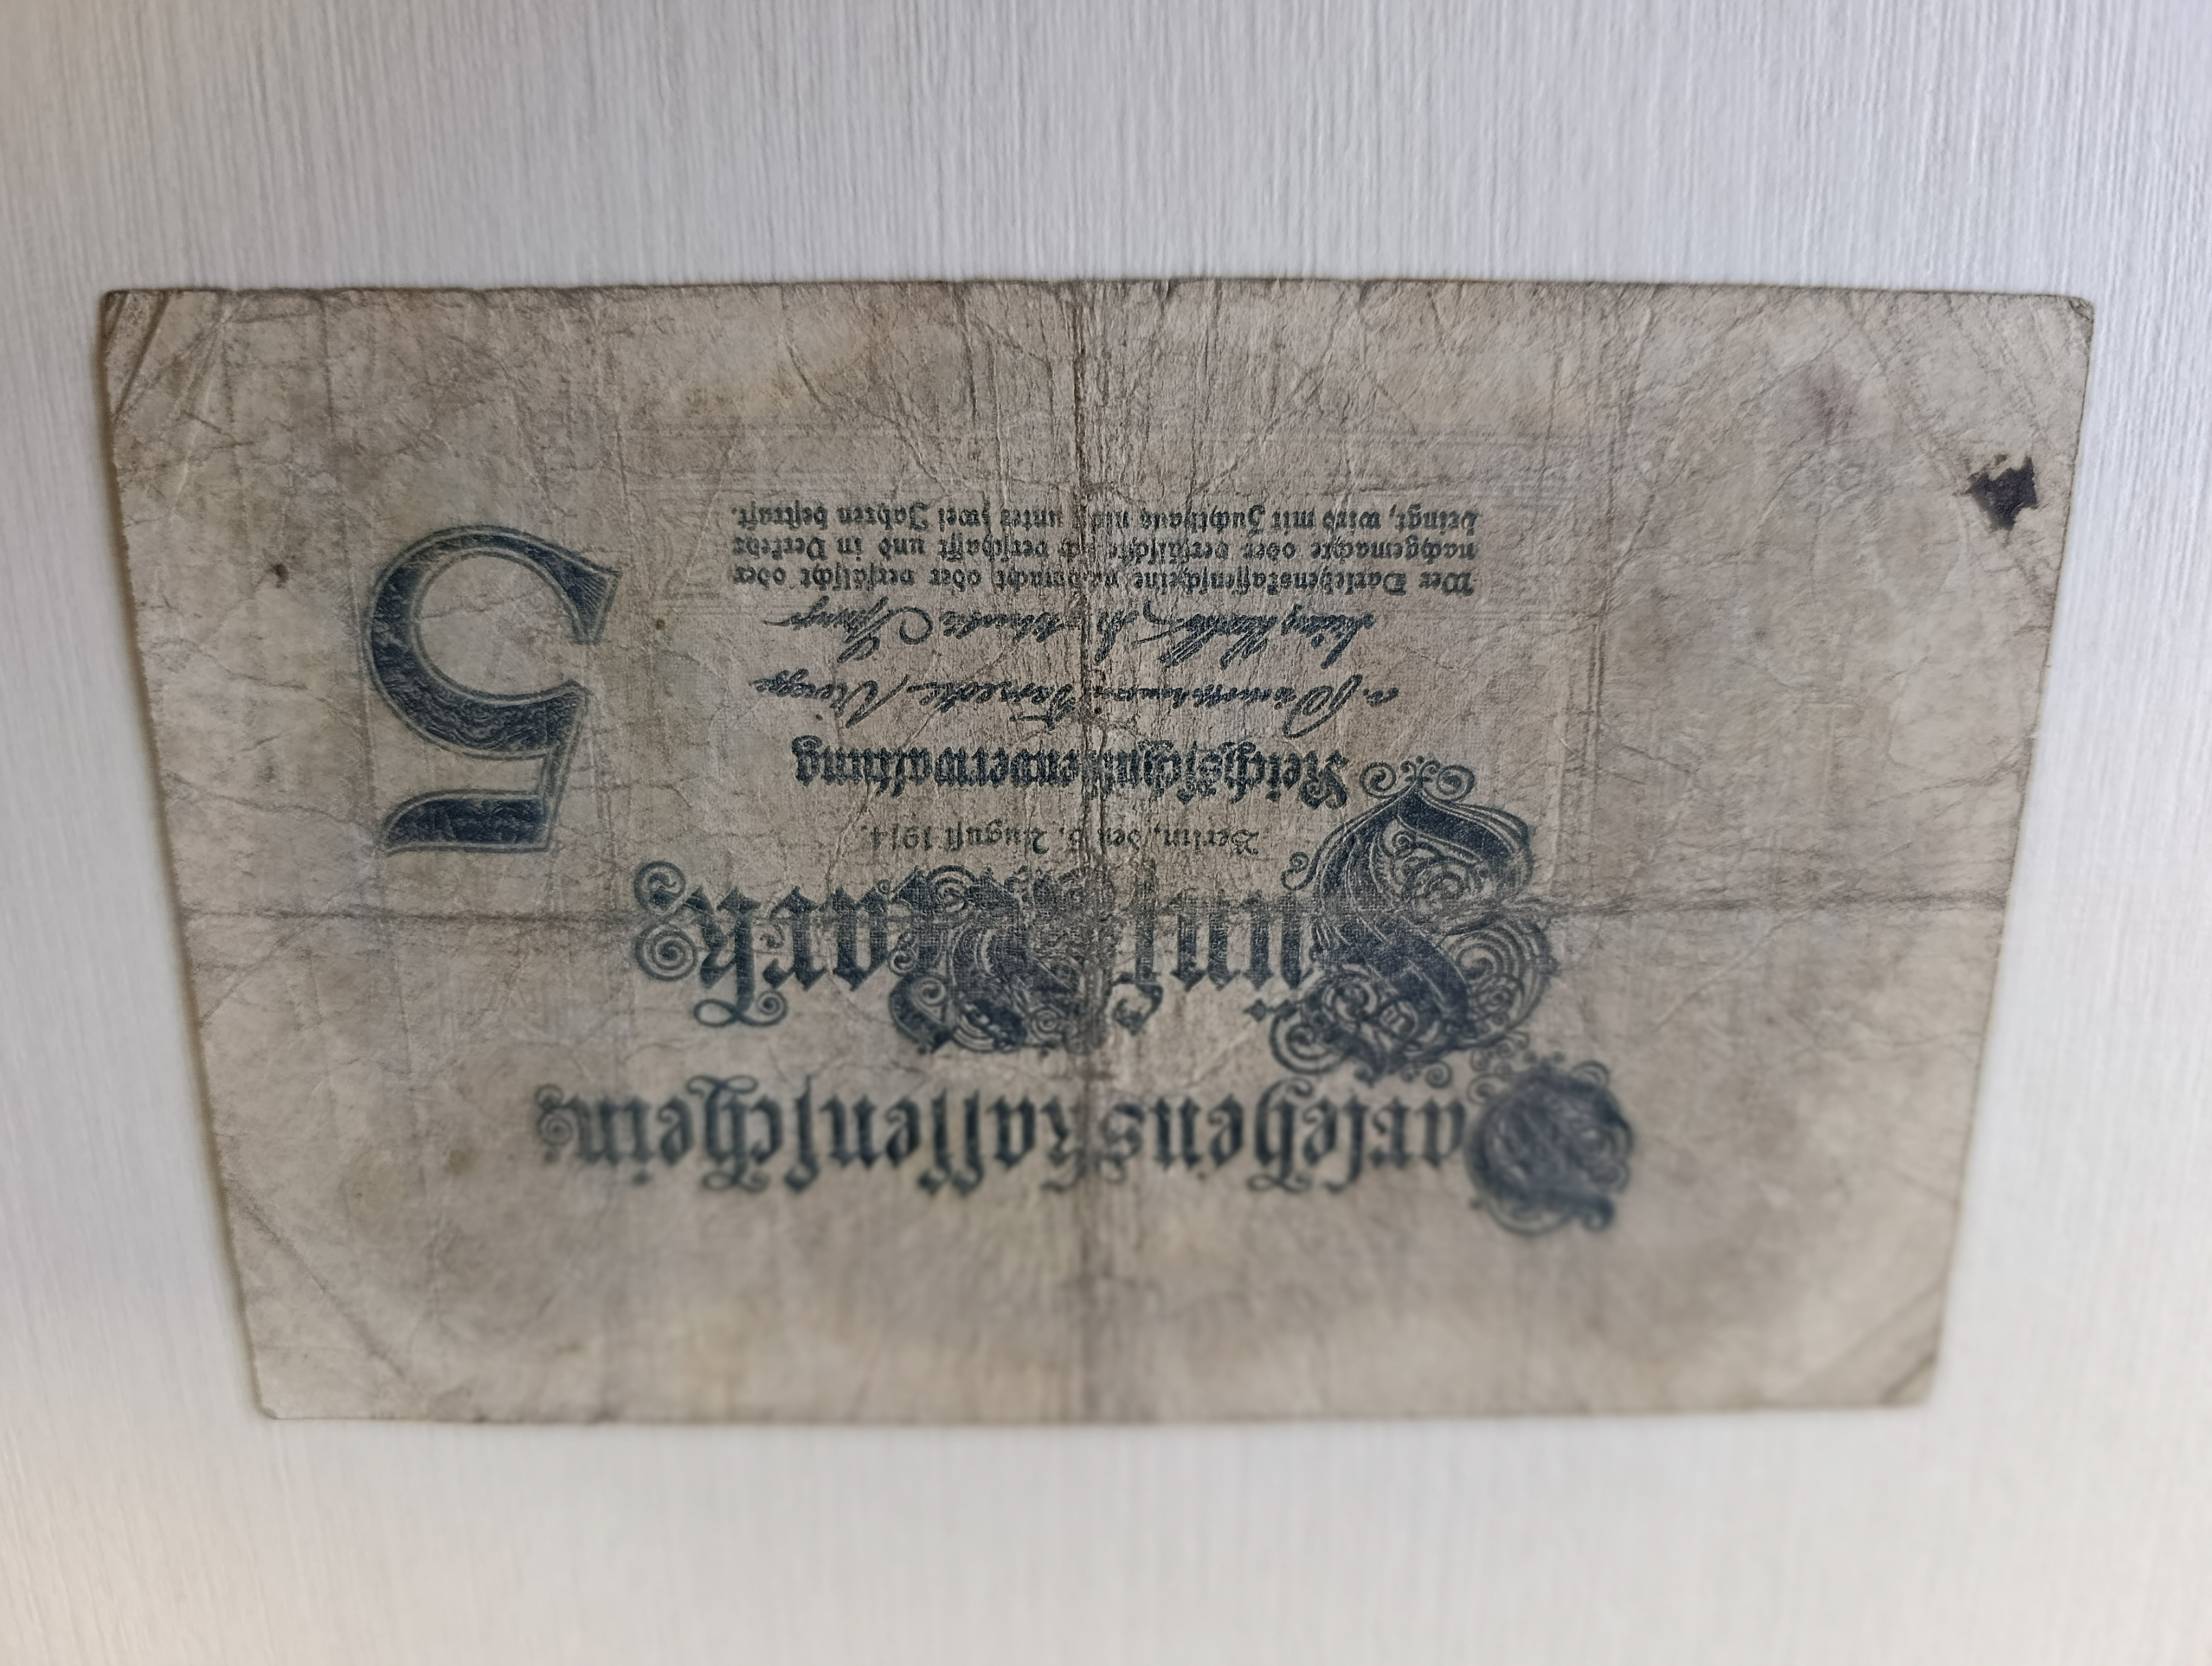 Darlehenskassenschein
Fünf Mark
Berlin, den 5. August 1914.
Reichsschuldenverwaltung
5
Wer Darlehenskassenscheine nachmacht oder verfälscht oder
nachgemachte oder verfälschte sich verschafft und in Verkehr
bringt, wird mit Zuchthaus nicht unter zwei Jahren bestraft.